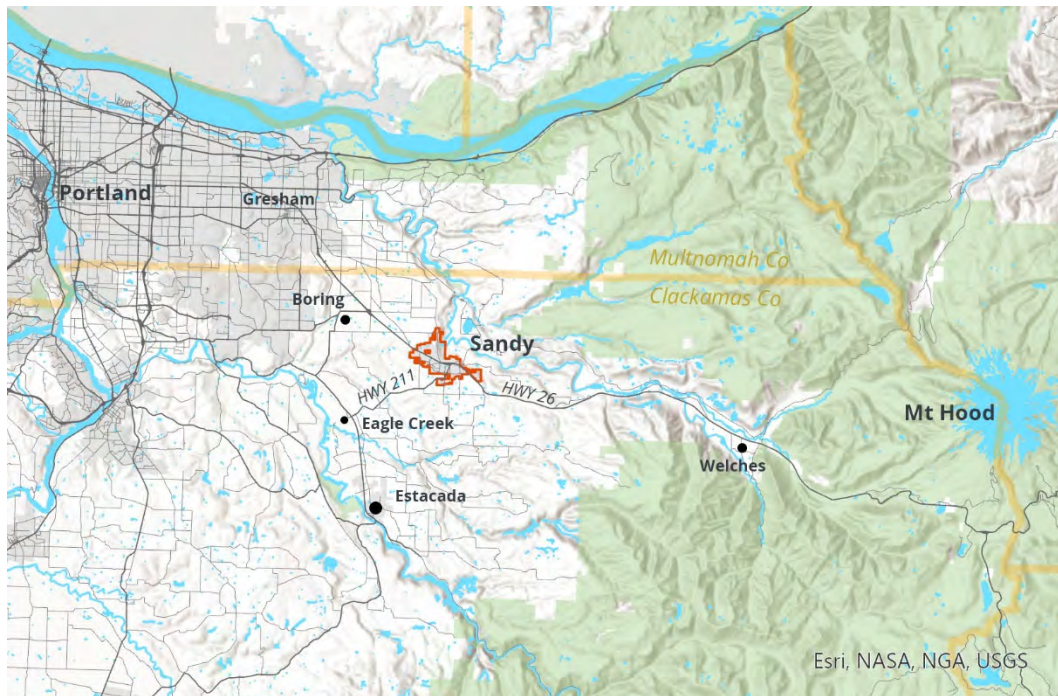 Portland
Gresham
Multnomah Co
Clackamas Co
Boring
Sandy
HWY 211
HWY 26
Mt Hood
Eagle Creek
Welches
Estacada
Esri, NASA, NGA, USGS